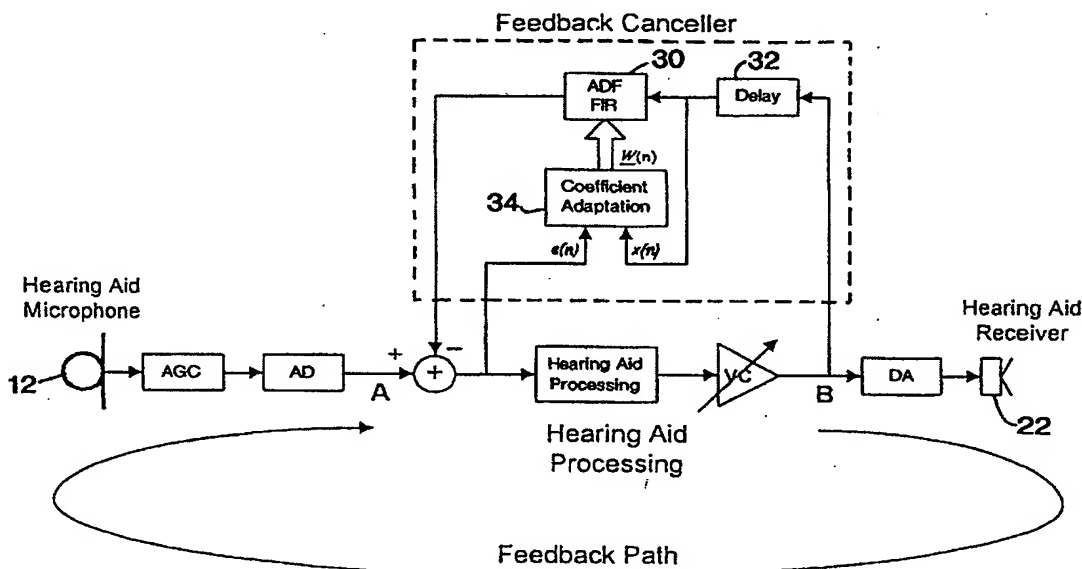 Feedback Canceller
30
32
ADF
FIR
Delay
W(n)
34
Coefficient
Adaptation
e(n)
x(n)
Hearing Aid
Microphone
Hearing Aid
Receiver
12
AGC
AD
A
+
−
+
Hearing Aid
Processing
VC
B
DA
22
Hearing Aid
Processing
Feedback Path